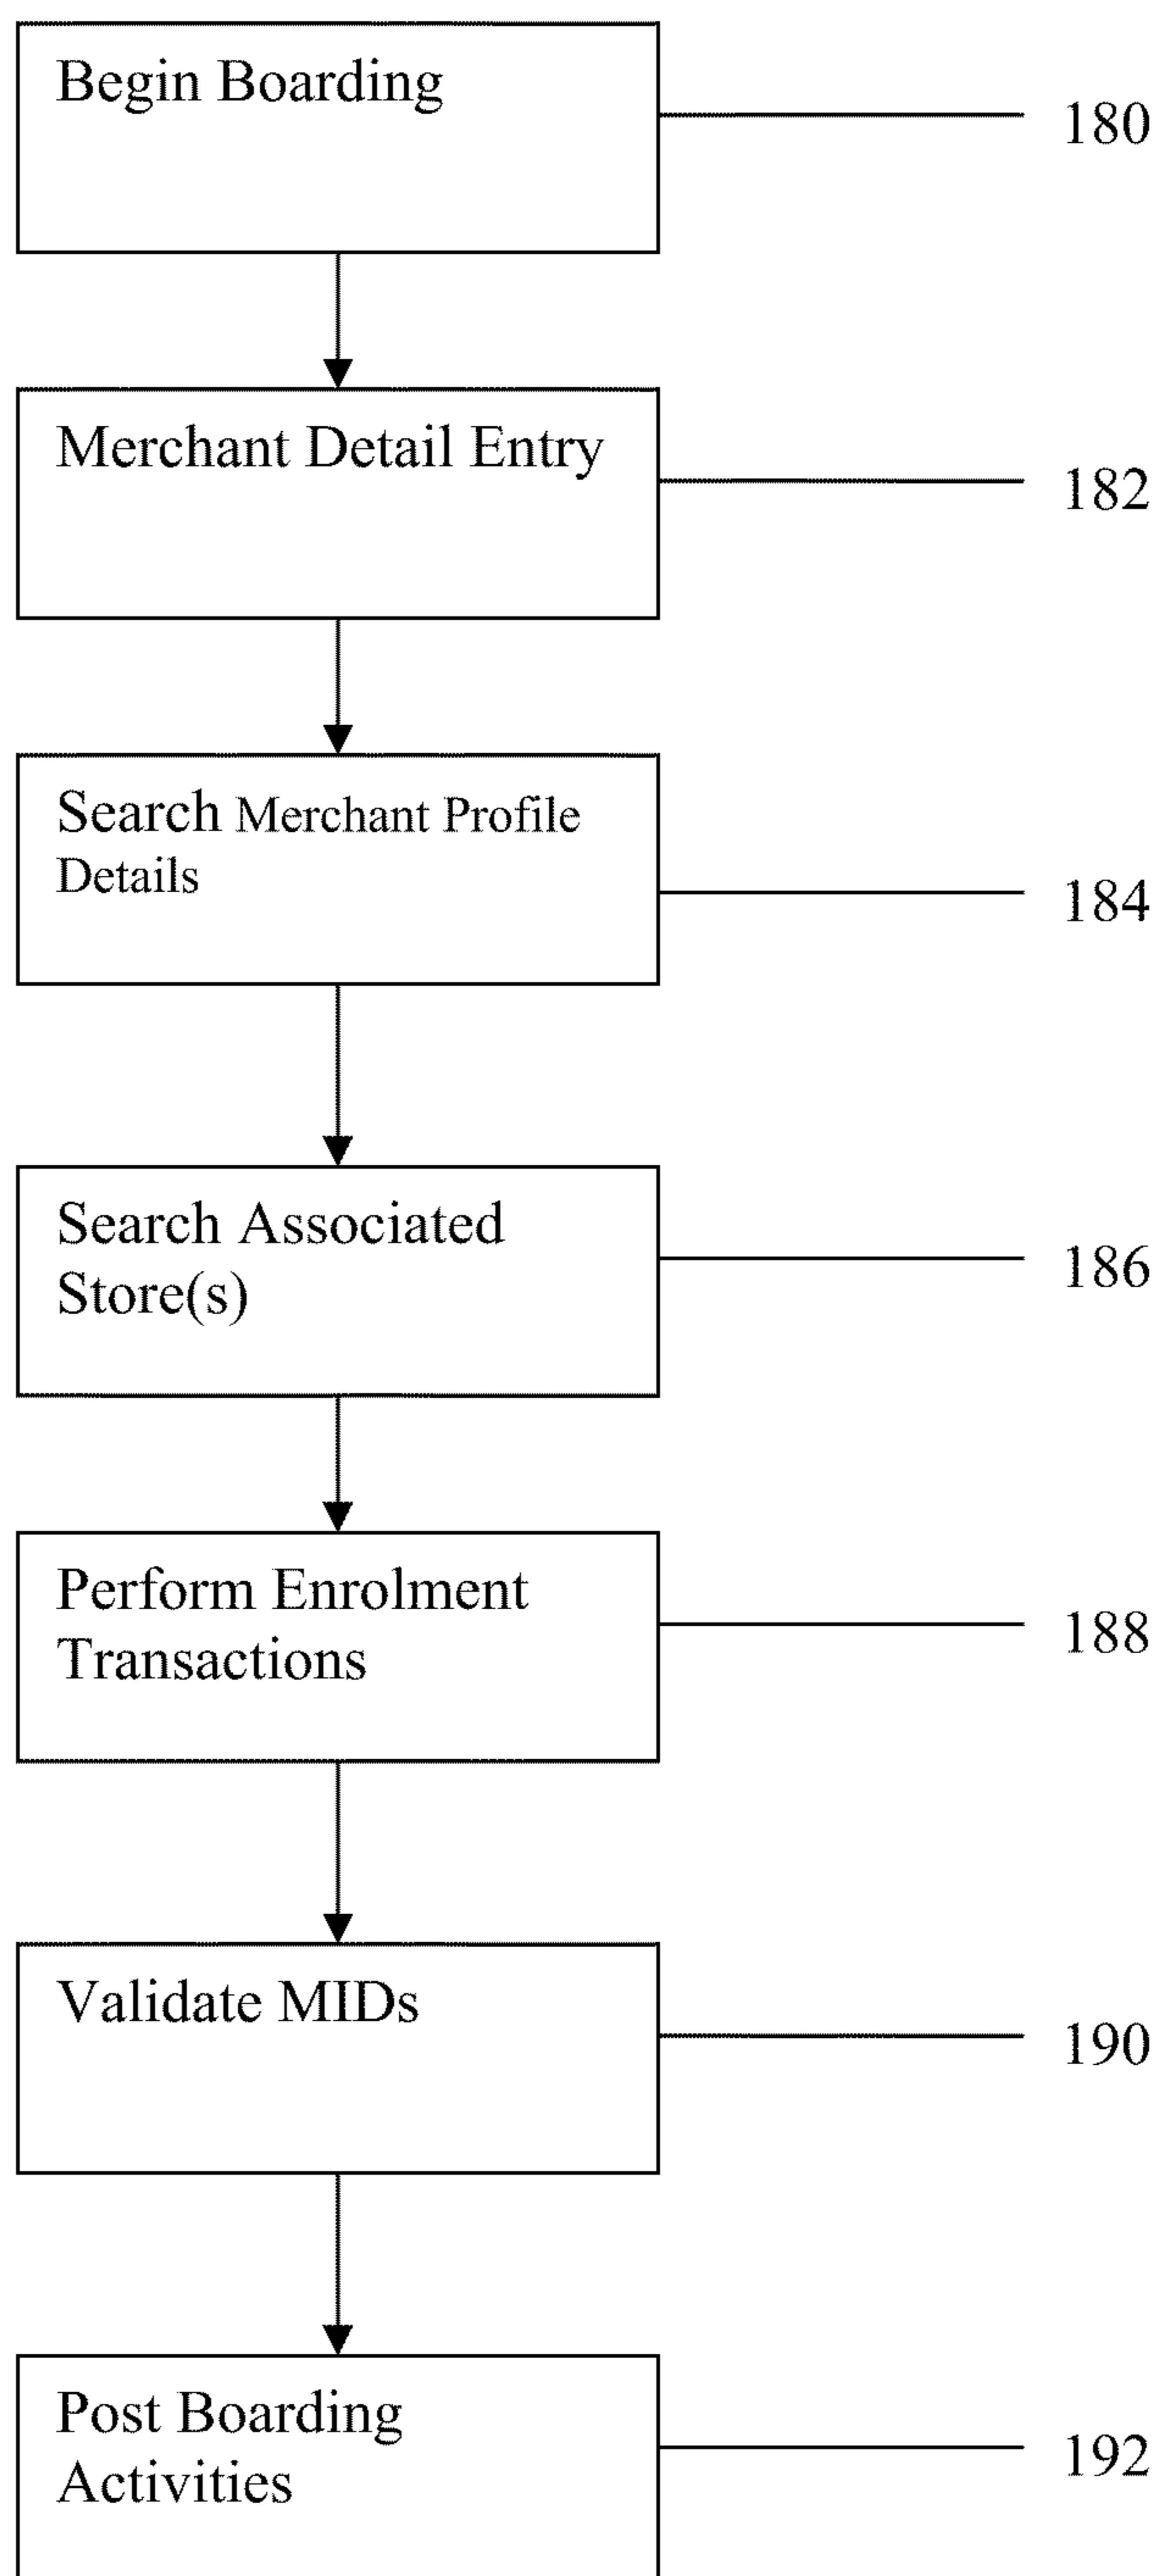 Begin Boarding
180
Merchant Detail Entry
182
Search Merchant Profile
Details
184
Search Associated
Store(s)
186
Perform Enrolment
Transactions
188
Validate MIDs
190
Post Boarding
Activities
192